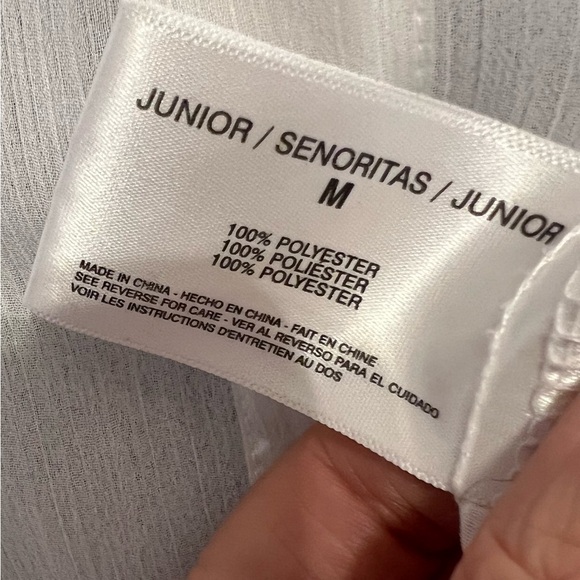 JUNIOR / SENORITAS / JUNIOR
M
100% POLYESTER
100% POLIESTER
100% POLYESTER
MADE IN CHINA - HECHO EN CHINA - FAIT EN CHINE
SEE REVERSE FOR CARE - VER AL REVERSO PARA EL CUIDADO
VOIR LES INSTRUCTIONS D'ENTRETIEN AU DOS